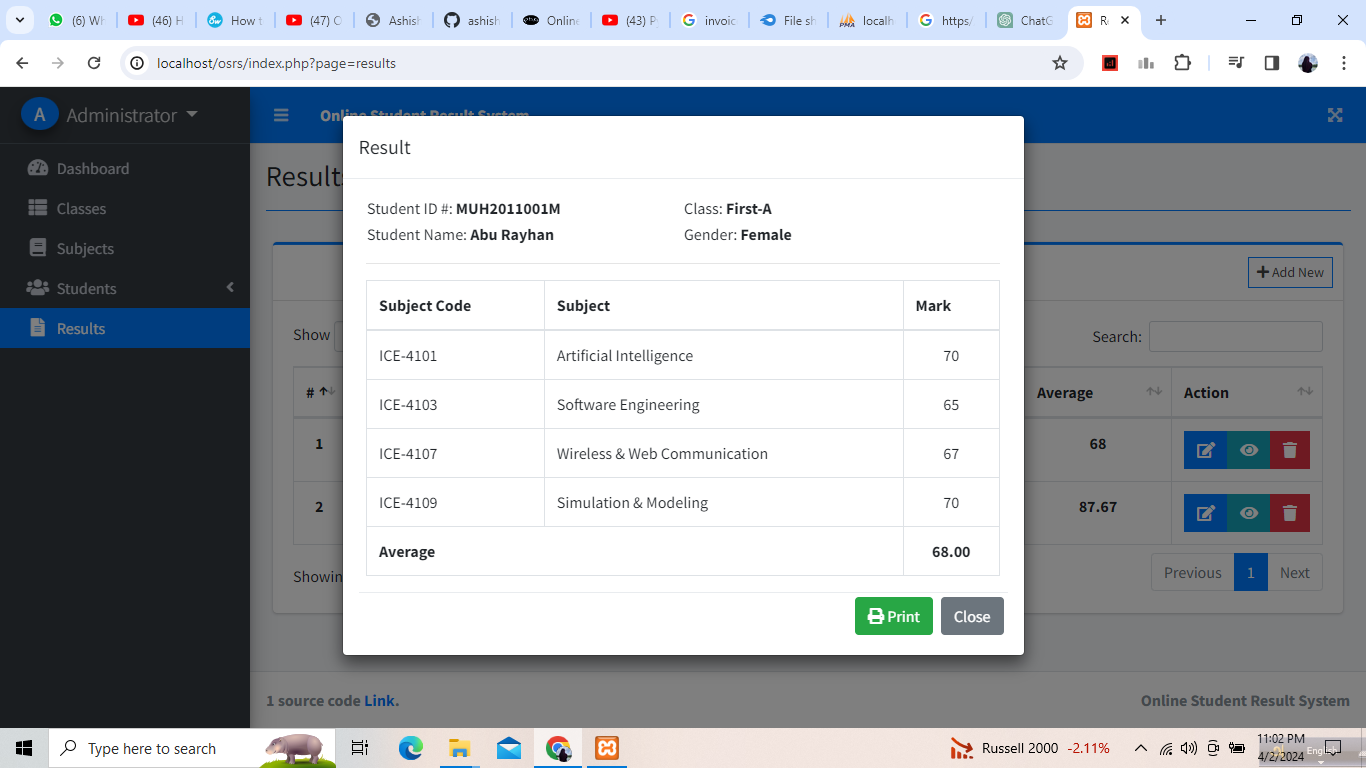 (6) W
(46) H
How t
(47) C
Ashish
ashish
Online
(43) P
invoic
File sh
localh
https:/
ChatG
localhost/osrs/index.php?page=results
A Administrator
Online Student Result System
Dashboard
Classes
Subjects
Students
Results
Results
Add New
Show
Search:
#
Average
Action
1
68
2
87.67
Showin
Previous 1 Next
Result
Student ID #: MUH2011001M
Class: First-A
Student Name: Abu Rayhan
Gender: Female
Subject Code Subject Mark
ICE-4101 Artificial Intelligence 70
ICE-4103 Software Engineering 65
ICE-4107 Wireless & Web Communication 67
ICE-4109 Simulation & Modeling 70
Average 68.00
Print Close
1 source code Link.
Online Student Result System
Type here to search
Russell 2000 -2.11%
11:02 PM
English
4/2/2024